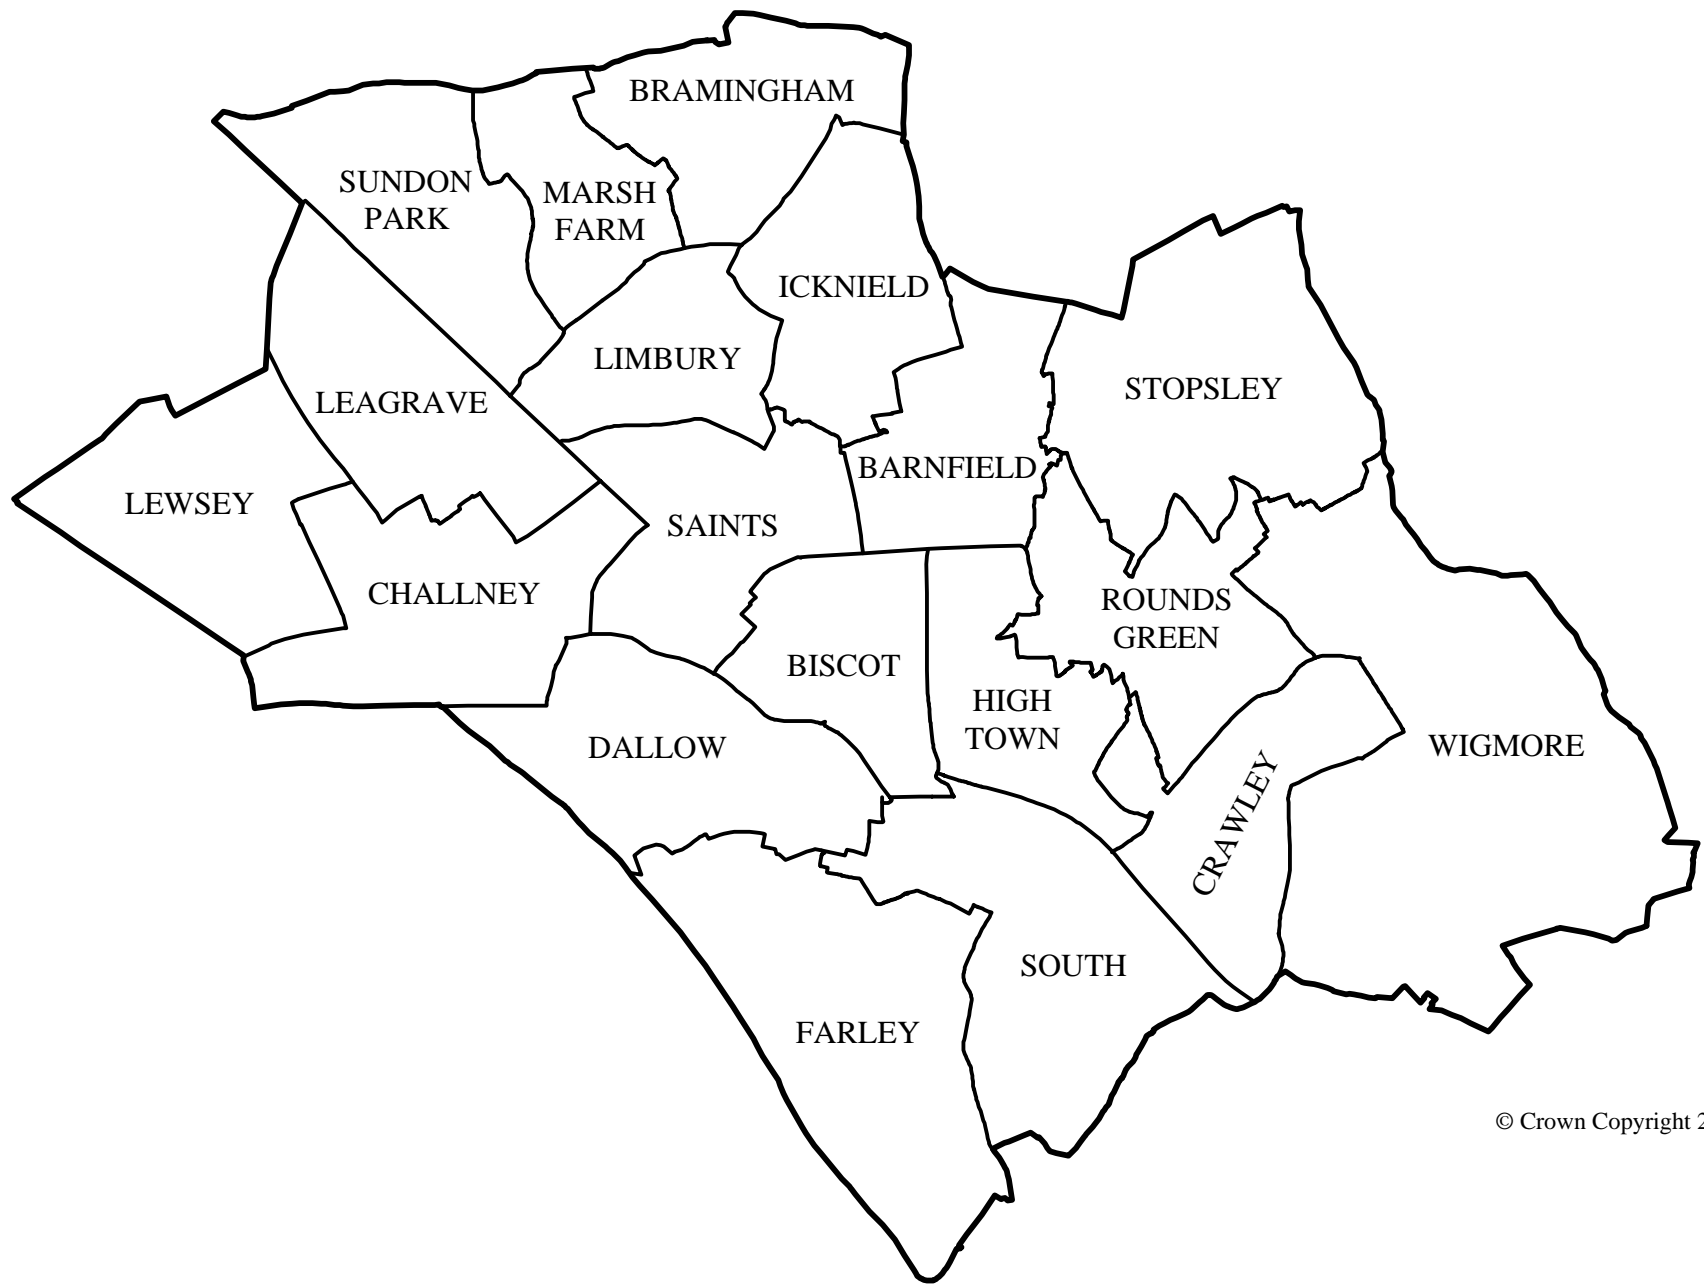 BRAMINGHAM
SUNDON
PARK
MARSH
FARM
ICKNIELD
LIMBURY
STOPSLEY
LEAGRAVE
BARNFIELD
LEWSEY
SAINTS
CHALLNEY
ROUNDS
GREEN
BISCOT
HIGH
TOWN
DALLOW
WIGMORE
CRAWLEY
SOUTH
FARLEY
© Crown Copyright 2